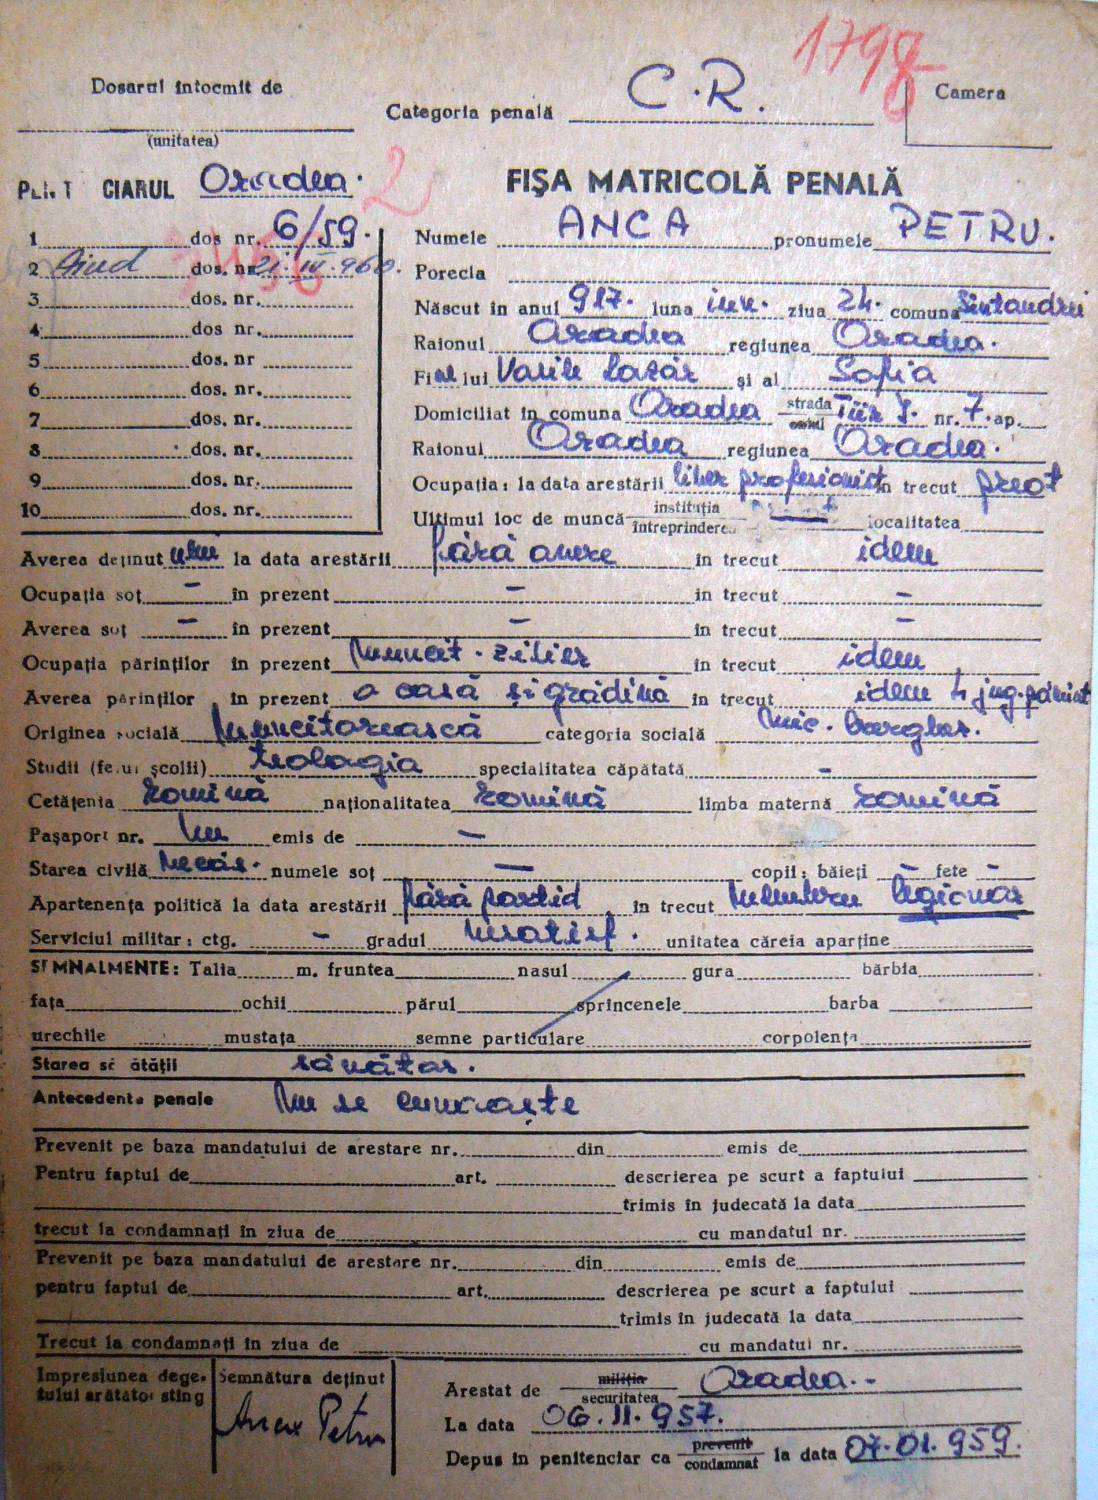 1798
Dosarul întocmit de
(unitatea)
Categoria penală C.R.
Camera
CIARUL Oradea. 2
FIŞA MATRICOLĂ PENALĂ
1 dos nr. 6/59.
2 Aiud dos. nr. 21. IV. 960.
3 dos. nr.
4 dos nr.
5 dos. nr
6 dos. nr.
7 dos. nr.
8 dos. nr.
9 dos. nr.
10 dos. nr.
Numele ANCA pronumele PETRU.
Porecla
Născut în anul 917. luna iun. ziua 24. comuna Sintandrei
Raionul Oradea regiunea Oradea.
Fi al lui Vasile Lazăr şi al Sofia
Domiciliat în comuna Oradea strada nr. 7. ap.
Raionul Oradea regiunea Oradea.
Ocupaţia: la data arestării liber profesionist în trecut preot
Ultimul loc de muncă instituţia întreprinderea localitatea
Averea deţinut ului la data arestării fără avere în trecut idem
Ocupaţia soţ - în prezent - în trecut -
Averea soţ - în prezent - în trecut -
Ocupaţia părinţilor în prezent Muncit. zilier în trecut idem
Averea părinţilor în prezent o casă şi grădină în trecut idem 4 jug. pămînt
Originea socială Muncitorească categoria socială Mic. burghez.
Studii (felul şcolii) teologia specialitatea căpătată -
Cetăţenia romînă naţionalitatea romînă limba maternă romînă
Paşaport nr. Nu emis de -
Starea civilă Necăs. numele soţ - copii: băieţi - fete -
Apartenenţa politică la data arestării fără partid în trecut Membru legionar
Serviciul militar: ctg. - gradul Nesatisf. unitatea căreia aparţine
SEMNALMENTE: Talia m. fruntea nasul gura bărbia
faţa ochii părul sprincenele barba
urechile mustaţa semne particulare corpolenţa
Starea sănătăţii sănătos.
Antecedente penale Nu se cunoaşte
Prevenit pe baza mandatului de arestare nr. din emis de
Pentru faptul de art. descrierea pe scurt a faptului
trimis în judecată la data
trecut la condamnaţi în ziua de cu mandatul nr.
Prevenit pe baza mandatului de arestare nr. din emis de
pentru faptul de art. descrierea pe scurt a faptului
trimis în judecată la data
Trecut la condamnaţi în ziua de cu mandatul nr.
Impresiunea degetului arătător stîng
Semnătura deţinut
Anca Petru
Arestat de miliţia securitatea Oradea.-
La data 06.11.957.
Depus în penitenciar ca prevenit condamnat la data 07.01.959.